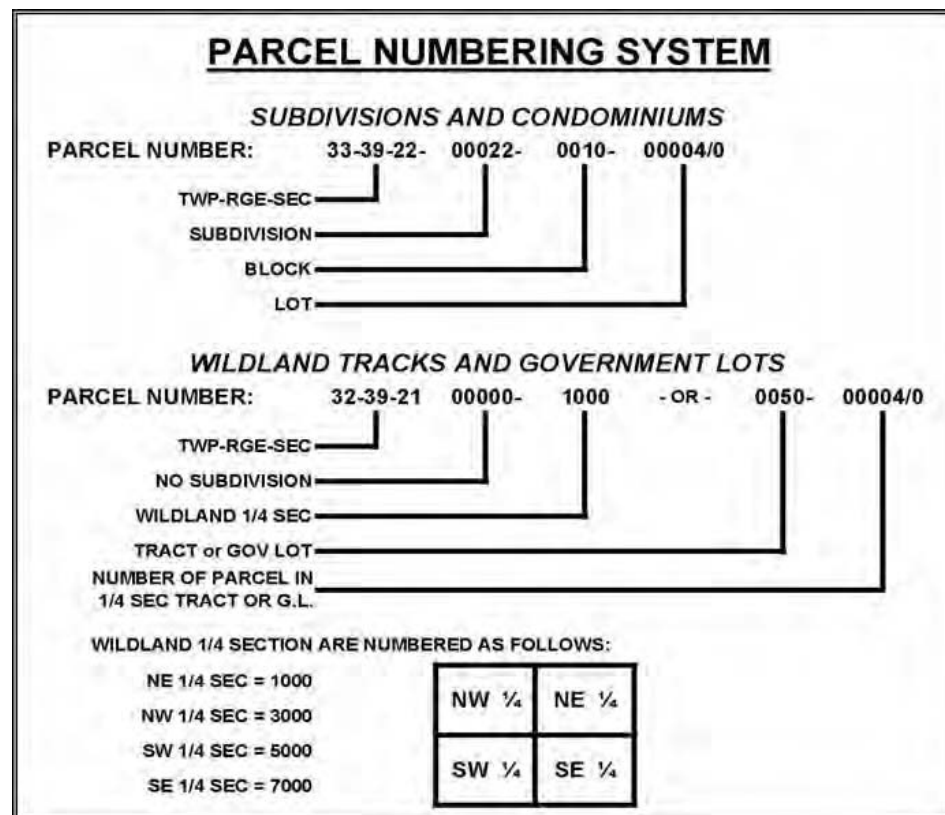 PARCEL NUMBERING SYSTEM
SUBDIVISIONS AND CONDOMINIUMS
PARCEL NUMBER: 33-39-22- 00022- 0010- 00004/0
TWP-RGE-SEC
SUBDIVISION
BLOCK
LOT
WILDLAND TRACKS AND GOVERNMENT LOTS
PARCEL NUMBER: 32-39-21 00000- 1000 - OR - 0050- 00004/0
TWP-RGE-SEC
NO SUBDIVISION
WILDLAND 1/4 SEC
TRACT or GOV LOT
NUMBER OF PARCEL IN
1/4 SEC TRACT OR G.L.
WILDLAND 1/4 SECTION ARE NUMBERED AS FOLLOWS:
NE 1/4 SEC = 1000
NW 1/4 SEC = 3000
SW 1/4 SEC = 5000
SE 1/4 SEC = 7000
NW ¼ NE ¼
SW ¼ SE ¼